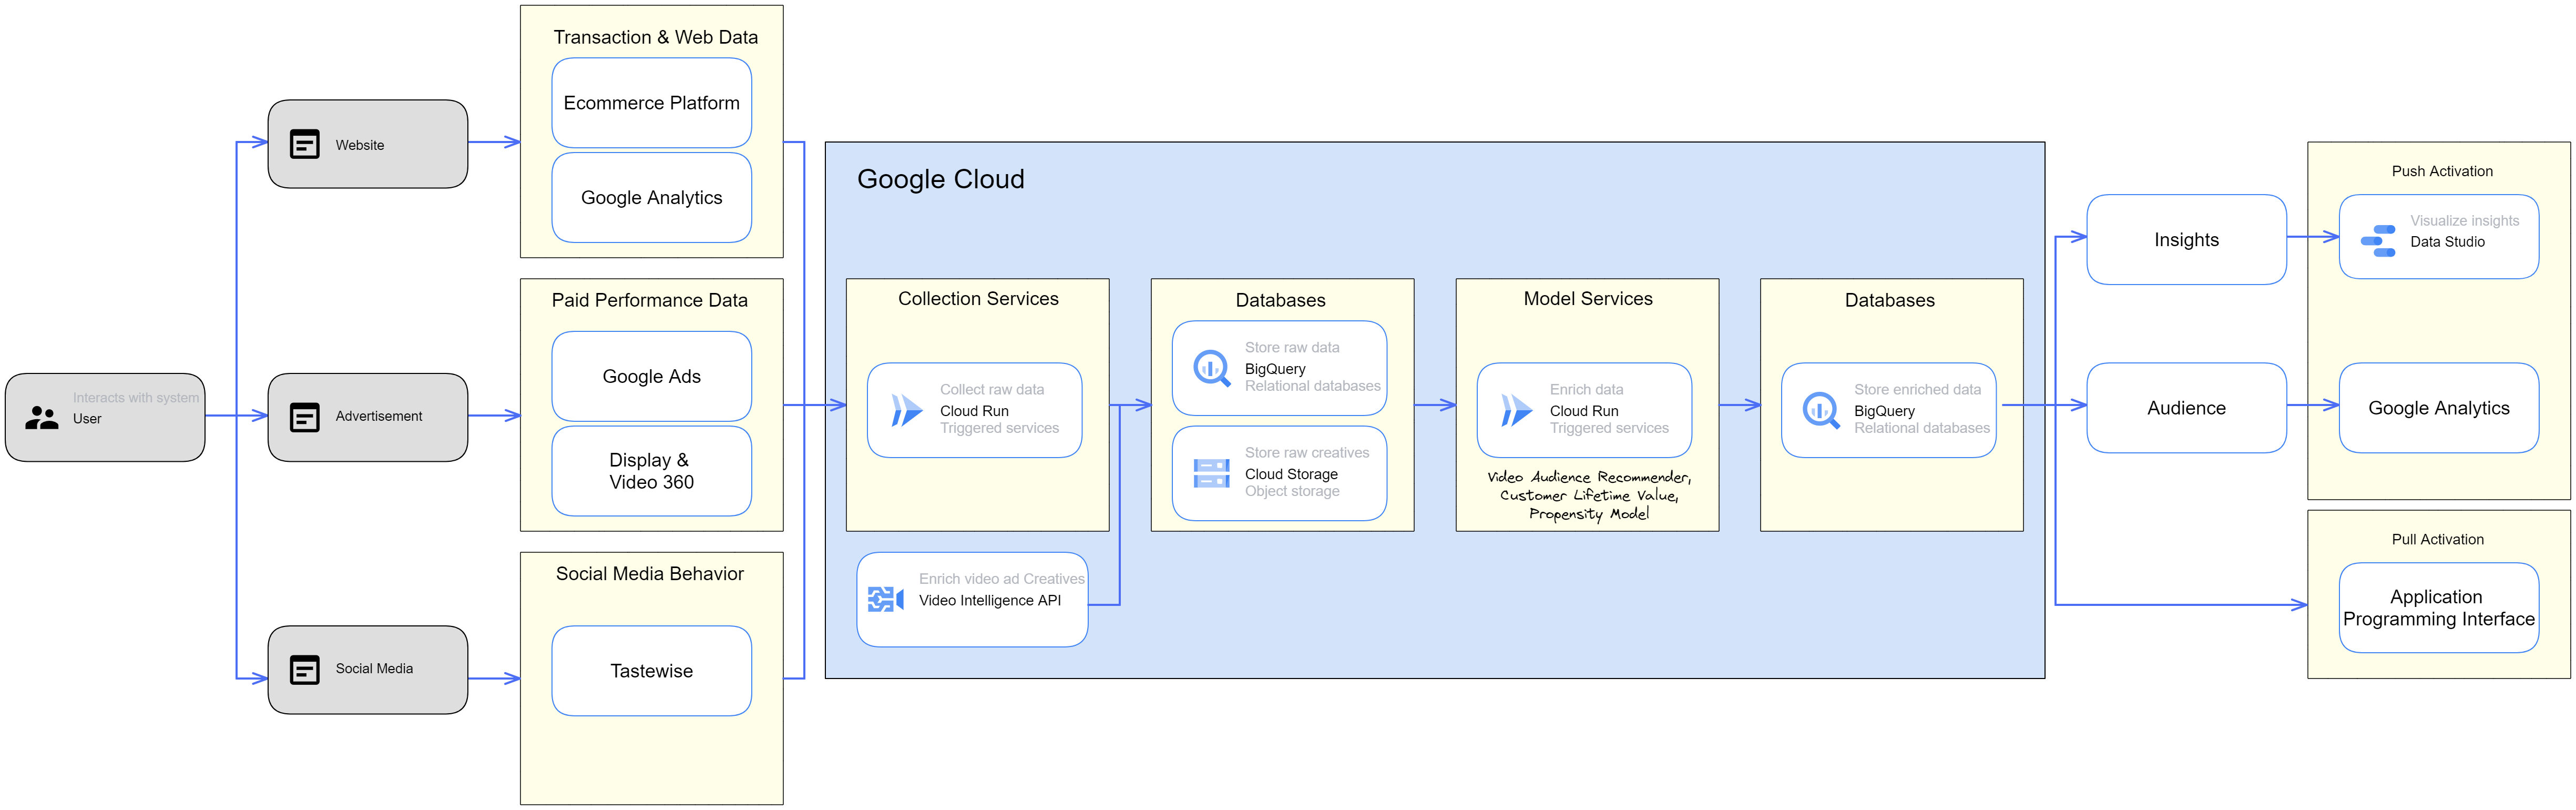 Interacts with system
User
Website
Advertisement
Social Media
Transaction & Web Data
Ecommerce Platform
Google Analytics
Paid Performance Data
Google Ads
Display &
Video 360
Social Media Behavior
Tastewise
Google Cloud
Collection Services
Collect raw data
Cloud Run
Triggered services
Enrich video ad Creatives
Video Intelligence API
Databases
Store raw data
BigQuery
Relational databases
Store raw creatives
Cloud Storage
Object storage
Model Services
Enrich data
Cloud Run
Triggered services
Video Audience Recommender,
Customer Lifetime Value,
Propensity Model
Databases
Store enriched data
BigQuery
Relational databases
Insights
Audience
Push Activation
Visualize insights
Data Studio
Google Analytics
Pull Activation
Application
Programming Interface